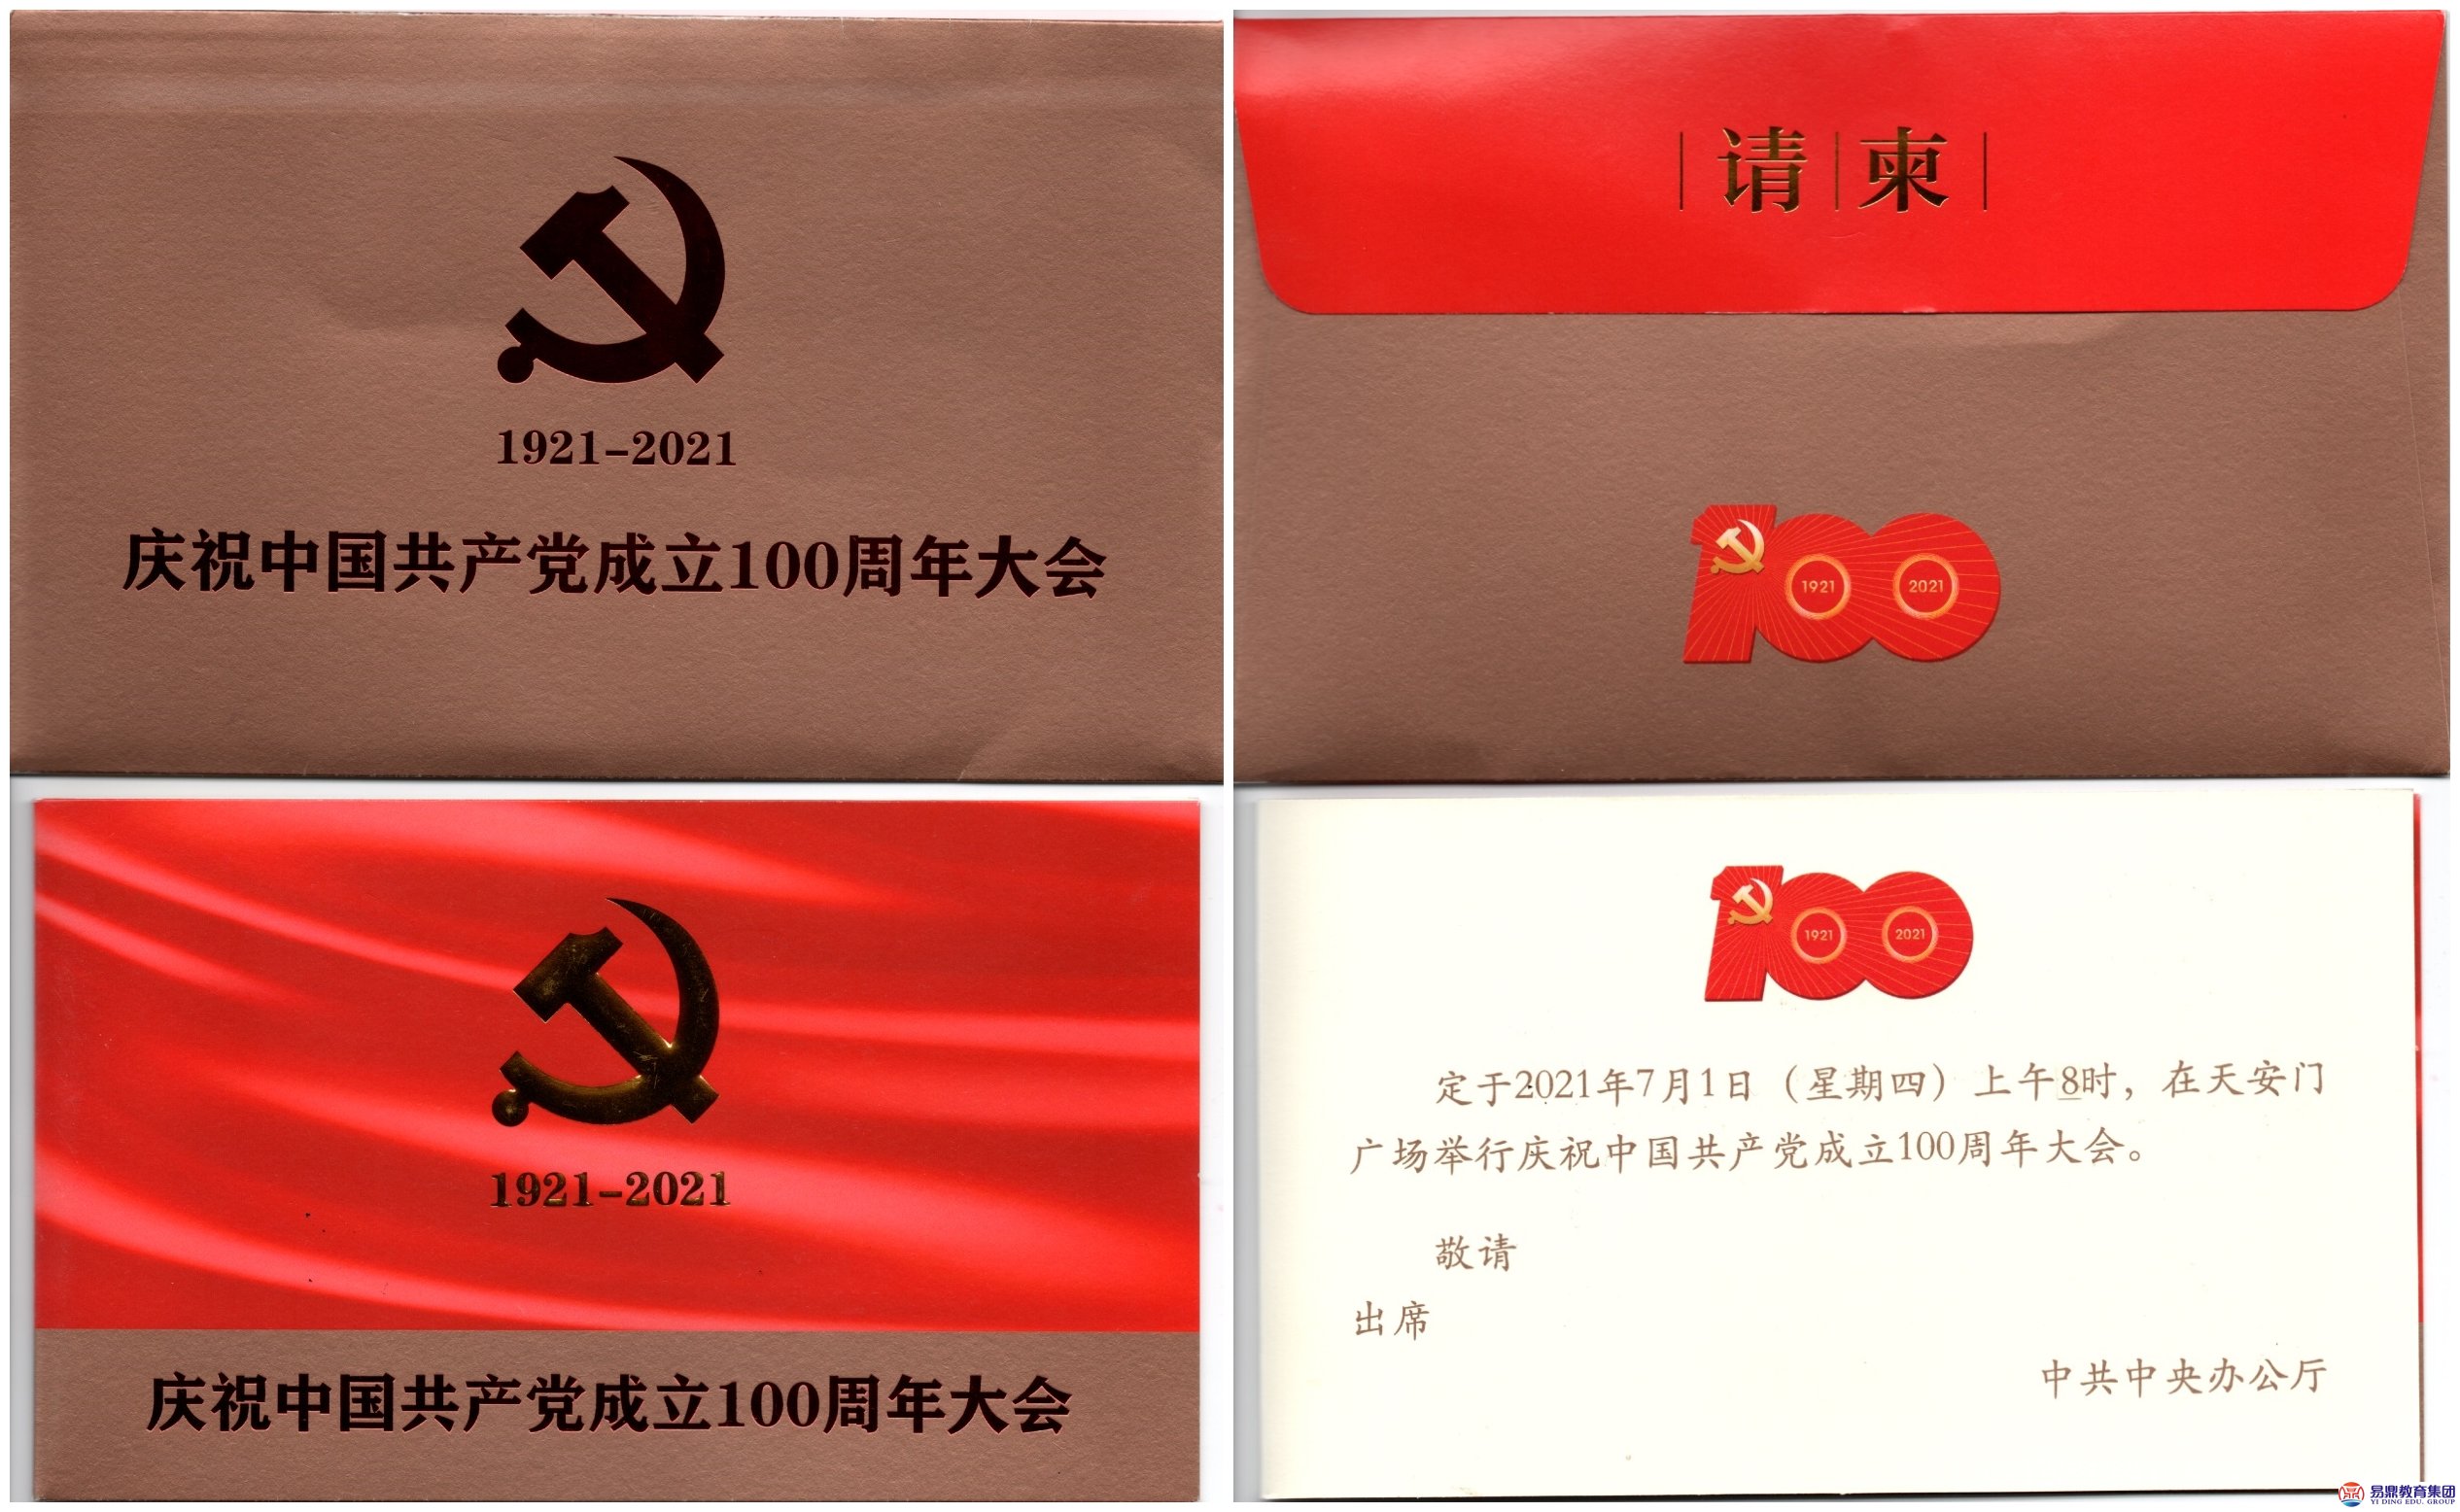 1921-2021
庆祝中国共产党成立100周年大会
请柬
1921
2021
1921-2021
庆祝中国共产党成立100周年大会
1921
2021
定于2021年7月1日（星期四）上午8时，在天安门
广场举行庆祝中国共产党成立100周年大会。
敬请
出席
中共中央办公厅
易鼎教育集团
YI DING EDU. GROUP